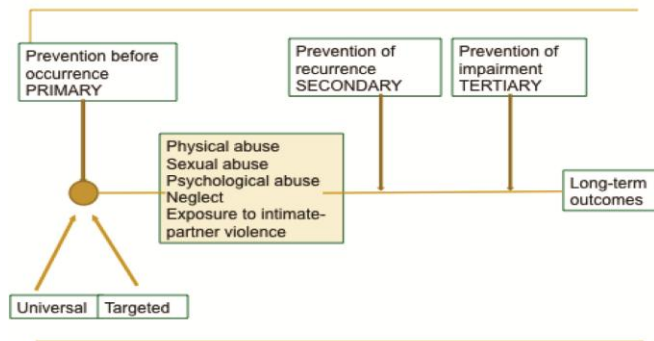 Prevention before
occurrence
PRIMARY
Prevention of
recurrence
SECONDARY
Prevention of
impairment
TERTIARY
Physical abuse
Sexual abuse
Psychological abuse
Neglect
Exposure to intimate-
partner violence
Long-term
outcomes
Universal
Targeted